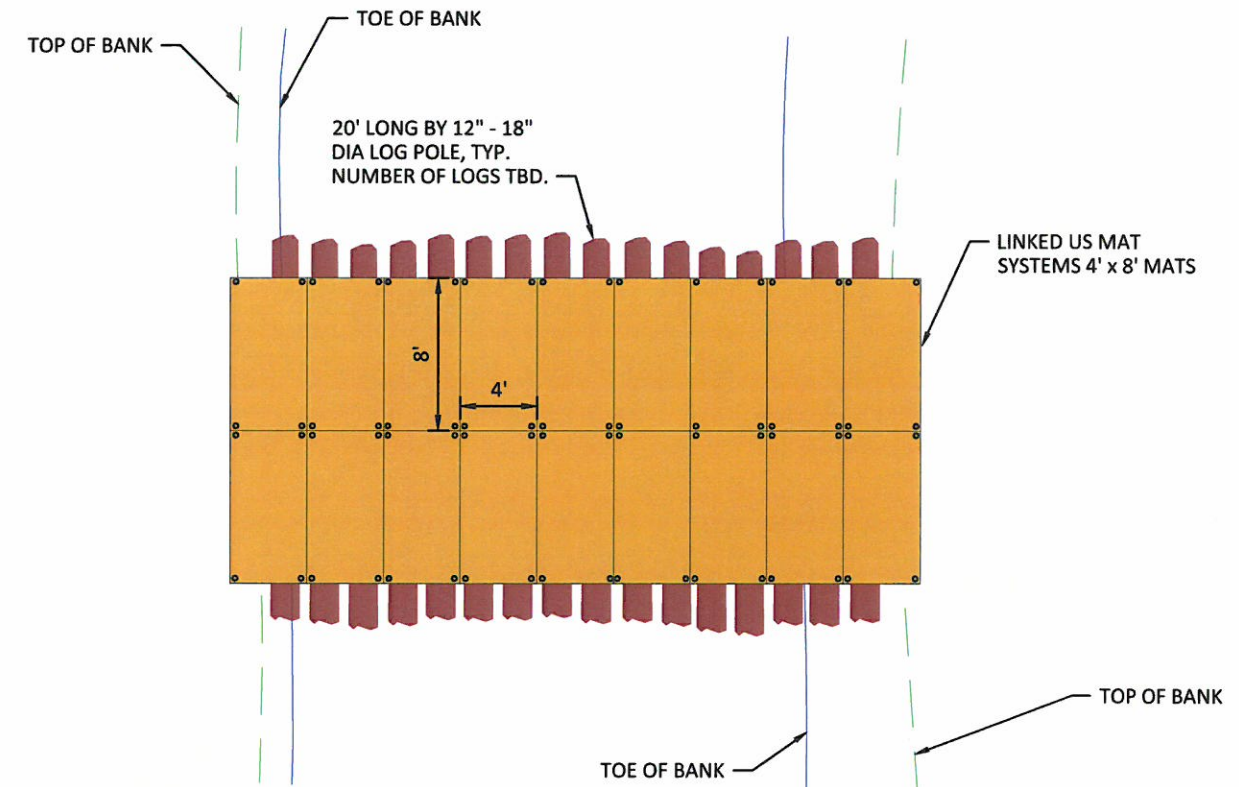 TOE OF BANK
TOP OF BANK
20' LONG BY 12" - 18"
DIA LOG POLE, TYP.
NUMBER OF LOGS TBD.
LINKED US MAT
SYSTEMS 4' x 8' MATS
8'
4'
TOP OF BANK
TOE OF BANK